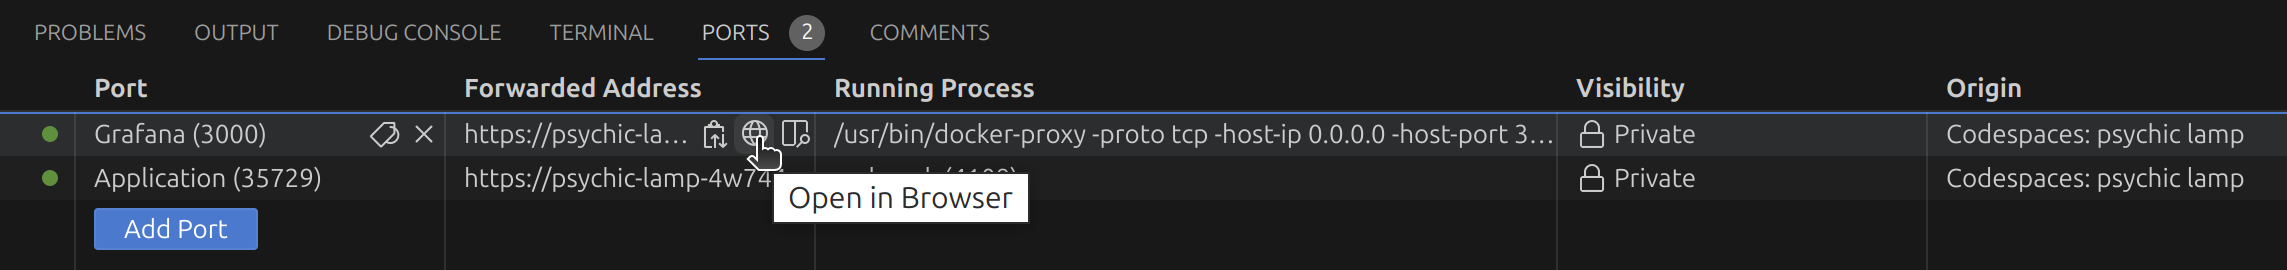 PROBLEMS OUTPUT DEBUG CONSOLE TERMINAL PORTS 2 COMMENTS
Port Forwarded Address Running Process Visibility Origin
Grafana (3000) https://psychic-la... /usr/bin/docker-proxy -proto tcp -host-ip 0.0.0.0 -host-port 3... Private Codespaces: psychic lamp
Application (35729) https://psychic-lamp-4w74 Private Codespaces: psychic lamp
Open in Browser
Add Port